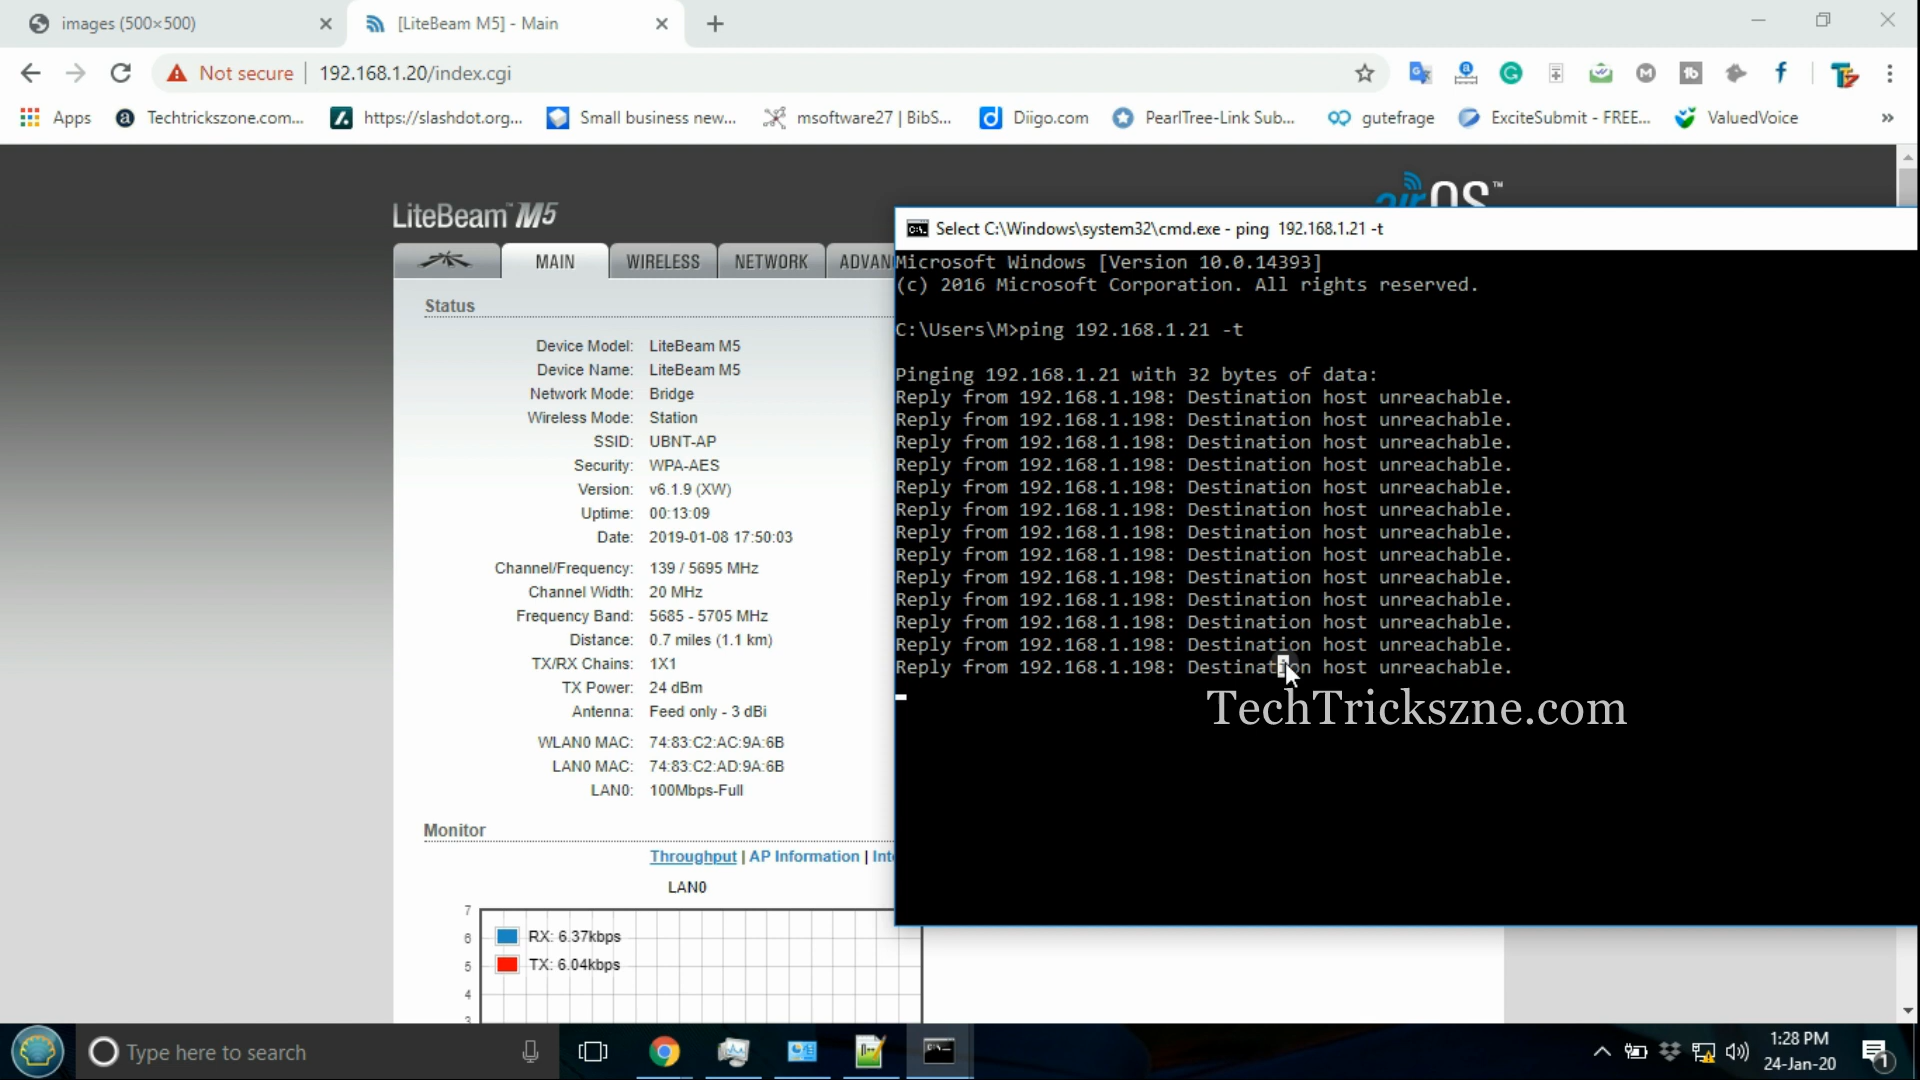 images (500×500)
[LiteBeam M5] - Main
Not secure
192.168.1.20/index.cgi
Apps
Techtrickszone.com...
https://slashdot.org...
Small business new...
msoftware27 | BibS...
Diigo.com
PearlTree-Link Sub...
gutefrage
ExciteSubmit - FREE...
ValuedVoice
»
LiteBeam™ M5
airOS™
MAIN
WIRELESS
NETWORK
ADVAN
Status
Device Model: LiteBeam M5
Device Name: LiteBeam M5
Network Mode: Bridge
Wireless Mode: Station
SSID: UBNT-AP
Security: WPA-AES
Version: v6.1.9 (XW)
Uptime: 00:13:09
Date: 2019-01-08 17:50:03
Channel/Frequency: 139 / 5695 MHz
Channel Width: 20 MHz
Frequency Band: 5685 - 5705 MHz
Distance: 0.7 miles (1.1 km)
TX/RX Chains: 1X1
TX Power: 24 dBm
Antenna: Feed only - 3 dBi
WLAN0 MAC: 74:83:C2:AC:9A:6B
LAN0 MAC: 74:83:C2:AD:9A:6B
LAN0: 100Mbps-Full
Monitor
Throughput | AP Information | Inte
LAN0
7
6
5
4
3
RX: 6.37kbps
TX: 6.04kbps
Select C:\Windows\system32\cmd.exe - ping 192.168.1.21 -t
Microsoft Windows [Version 10.0.14393]
(c) 2016 Microsoft Corporation. All rights reserved.
C:\Users\M>ping 192.168.1.21 -t
Pinging 192.168.1.21 with 32 bytes of data:
Reply from 192.168.1.198: Destination host unreachable.
Reply from 192.168.1.198: Destination host unreachable.
Reply from 192.168.1.198: Destination host unreachable.
Reply from 192.168.1.198: Destination host unreachable.
Reply from 192.168.1.198: Destination host unreachable.
Reply from 192.168.1.198: Destination host unreachable.
Reply from 192.168.1.198: Destination host unreachable.
Reply from 192.168.1.198: Destination host unreachable.
Reply from 192.168.1.198: Destination host unreachable.
Reply from 192.168.1.198: Destination host unreachable.
Reply from 192.168.1.198: Destination host unreachable.
Reply from 192.168.1.198: Destination host unreachable.
Reply from 192.168.1.198: Destination host unreachable.
TechTrickszne.com
Type here to search
1:28 PM
24-Jan-20
1